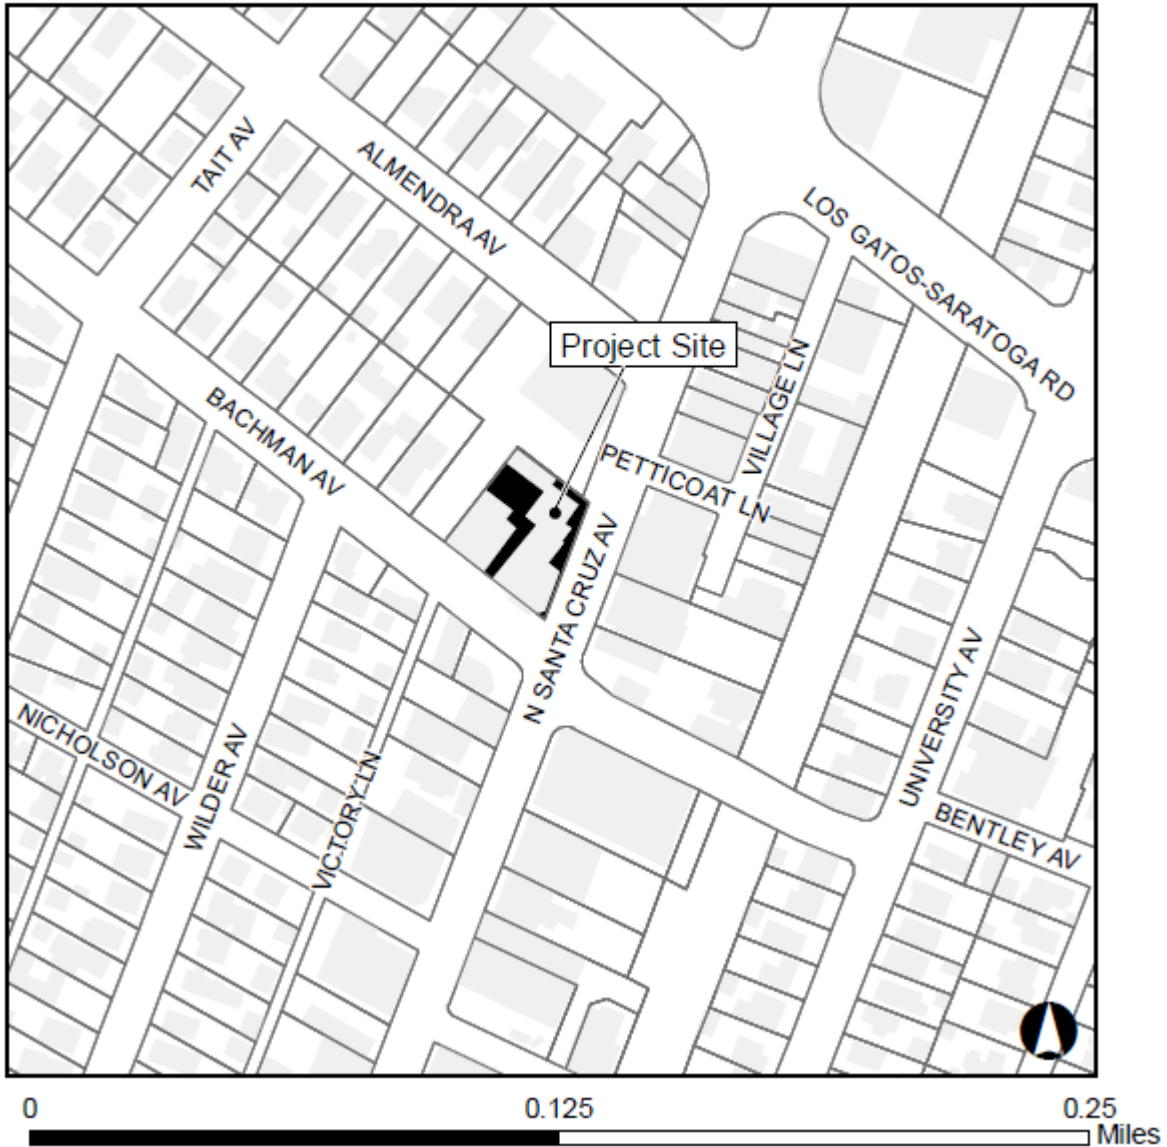 TAIT AV
ALMENDRA AV
LOS GATOS-SARATOGA RD
Project Site
VILLAGE LN
BACHMAN AV
PETTICOAT LN
N SANTA CRUZ AV
UNIVERSITY AV
NICHOLSON AV
WILDER AV
VICTORY LN
BENTLEY AV
0 0.125 0.25
Miles